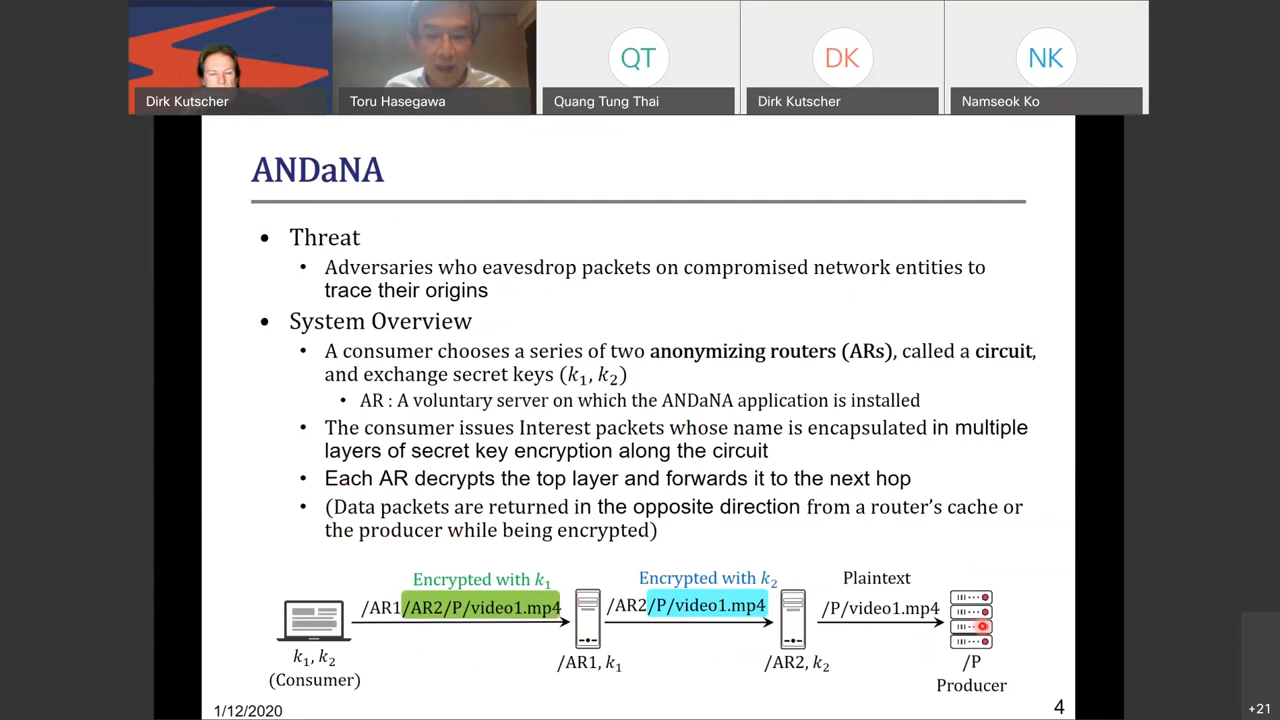 QT
DK
NK
Dirk Kutscher
Toru Hasegawa
Quang Tung Thai
Dirk Kutscher
Namseok Ko
ANDaNA
• Threat
• Adversaries who eavesdrop packets on compromised network entities to
trace their origins
• System Overview
• A consumer chooses a series of two anonymizing routers (ARs), called a circuit,
and exchange secret keys (k₁, k₂)
• AR : A voluntary server on which the ANDaNA application is installed
• The consumer issues Interest packets whose name is encapsulated in multiple
layers of secret key encryption along the circuit
• Each AR decrypts the top layer and forwards it to the next hop
• (Data packets are returned in the opposite direction from a router's cache or
the producer while being encrypted)
Encrypted with k₁
Encrypted with k₂
Plaintext
/AR1/AR2/P/video1.mp4
/AR2/P/video1.mp4
/P/video1.mp4
k₁, k₂
(Consumer)
/AR1, k₁
/AR2, k₂
/P
Producer
1/12/2020
4
+21